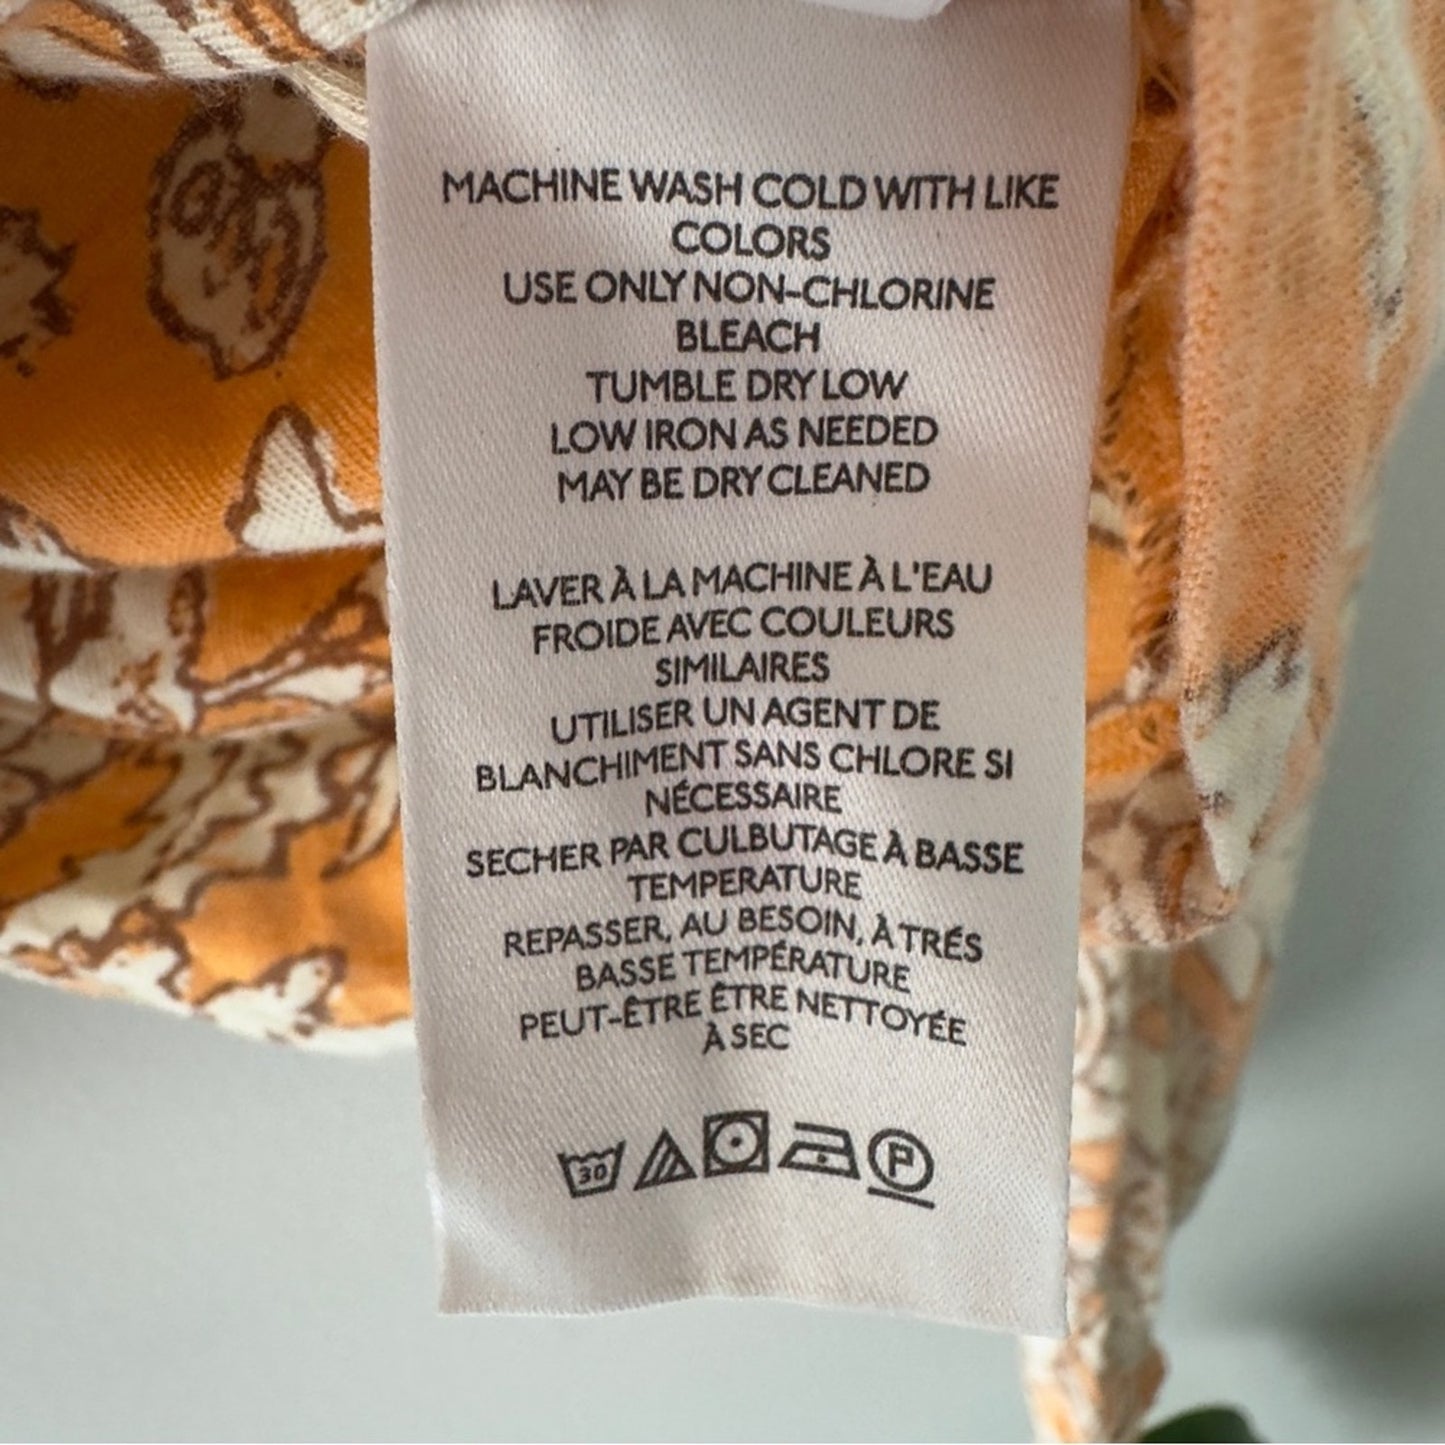 MACHINE WASH COLD WITH LIKE
COLORS
USE ONLY NON-CHLORINE
BLEACH
TUMBLE DRY LOW
LOW IRON AS NEEDED
MAY BE DRY CLEANED
LAVER À LA MACHINE À L'EAU
FROIDE AVEC COULEURS
SIMILAIRES
UTILISER UN AGENT DE
BLANCHIMENT SANS CHLORE SI
NÉCESSAIRE
SECHER PAR CULBUTAGE À BASSE
TEMPERATURE
REPASSER, AU BESOIN, À TRÉS
BASSE TEMPÉRATURE
PEUT-ÊTRE ÊTRE NETTOYÉE
À SEC
30 P